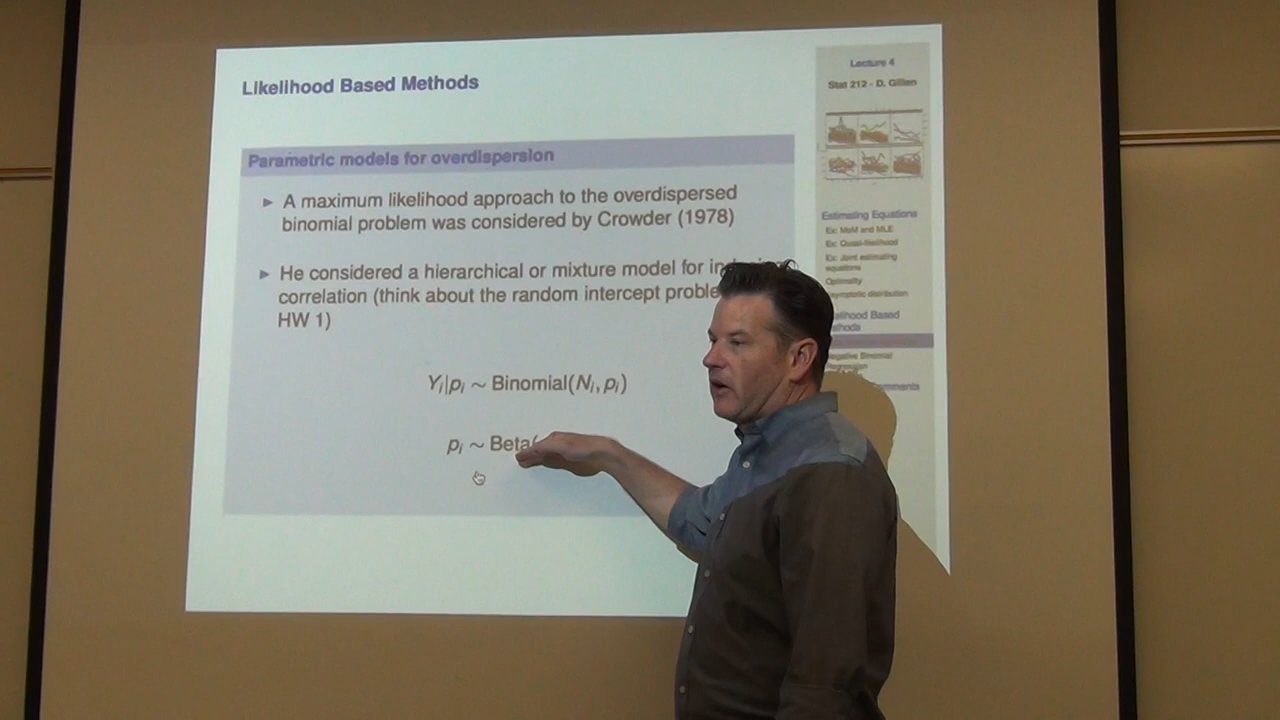 Likelihood Based Methods
Parametric models for overdispersion
► A maximum likelihood approach to the overdispersed
binomial problem was considered by Crowder (1978)
► He considered a hierarchical or mixture model for
correlation (think about the random intercept
HW 1)
Yᵢ|pᵢ ∼ Binomial(Nᵢ, pᵢ)
pᵢ ∼ Beta(
Lecture 4
Stat 212 - D. Gillen
Estimating Equations
Ex: MoM and MLE
Ex: Quasi-likelihood
Ex: Joint estimating
equations
Optimality
Based
Negative Binomial